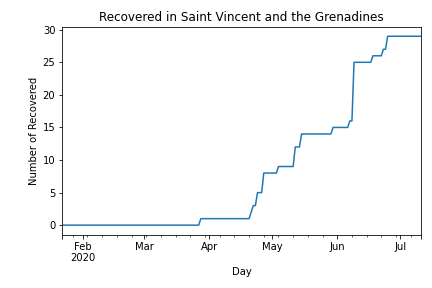 Recovered in Saint Vincent and the Grenadines
30
25
20
15
10
5
0
Number of Recovered
Feb Mar Apr May Jun Jul
2020
Day